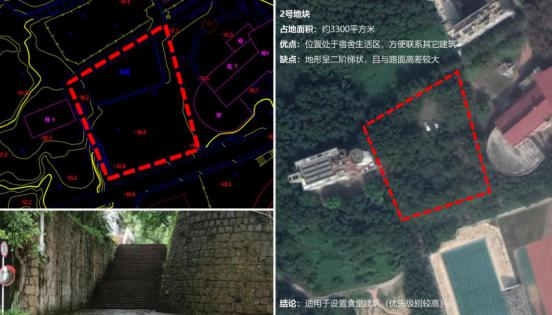 2号地块
占地面积：约3300平方米
优点：位置处于宿舍生活区，方便联系其它建筑
缺点：地形呈二阶梯状，且与路面高差较大
结论：适用于设置食堂建筑（优先级别较高）